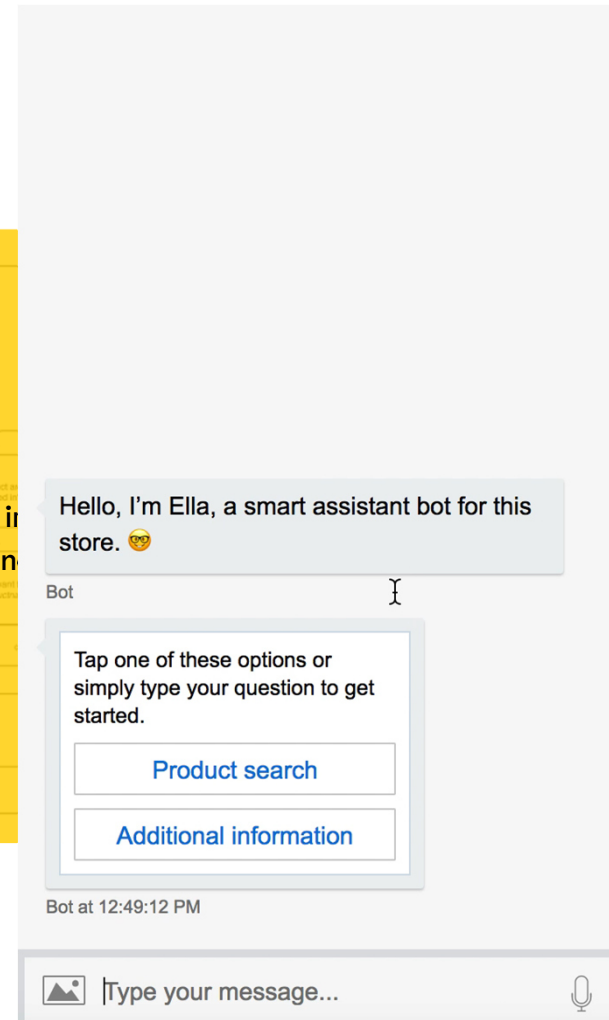 Hello, I’m Ella, a smart assistant bot for this
store. 🤓
Bot
Tap one of these options or
simply type your question to get
started.
Product search
Additional information
Bot at 12:49:12 PM
Type your message...